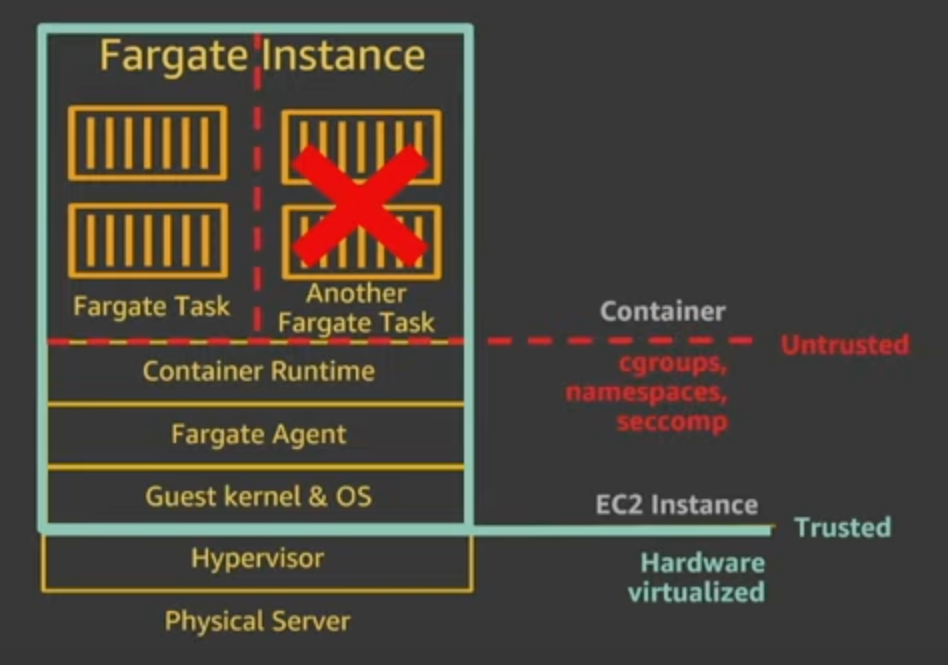 Fargate Instance
Fargate Task
Another
Fargate Task
Container Runtime
Fargate Agent
Guest kernel & OS
Hypervisor
Physical Server
Container
Untrusted
cgroups,
namespaces,
seccomp
EC2 Instance
Trusted
Hardware
virtualized